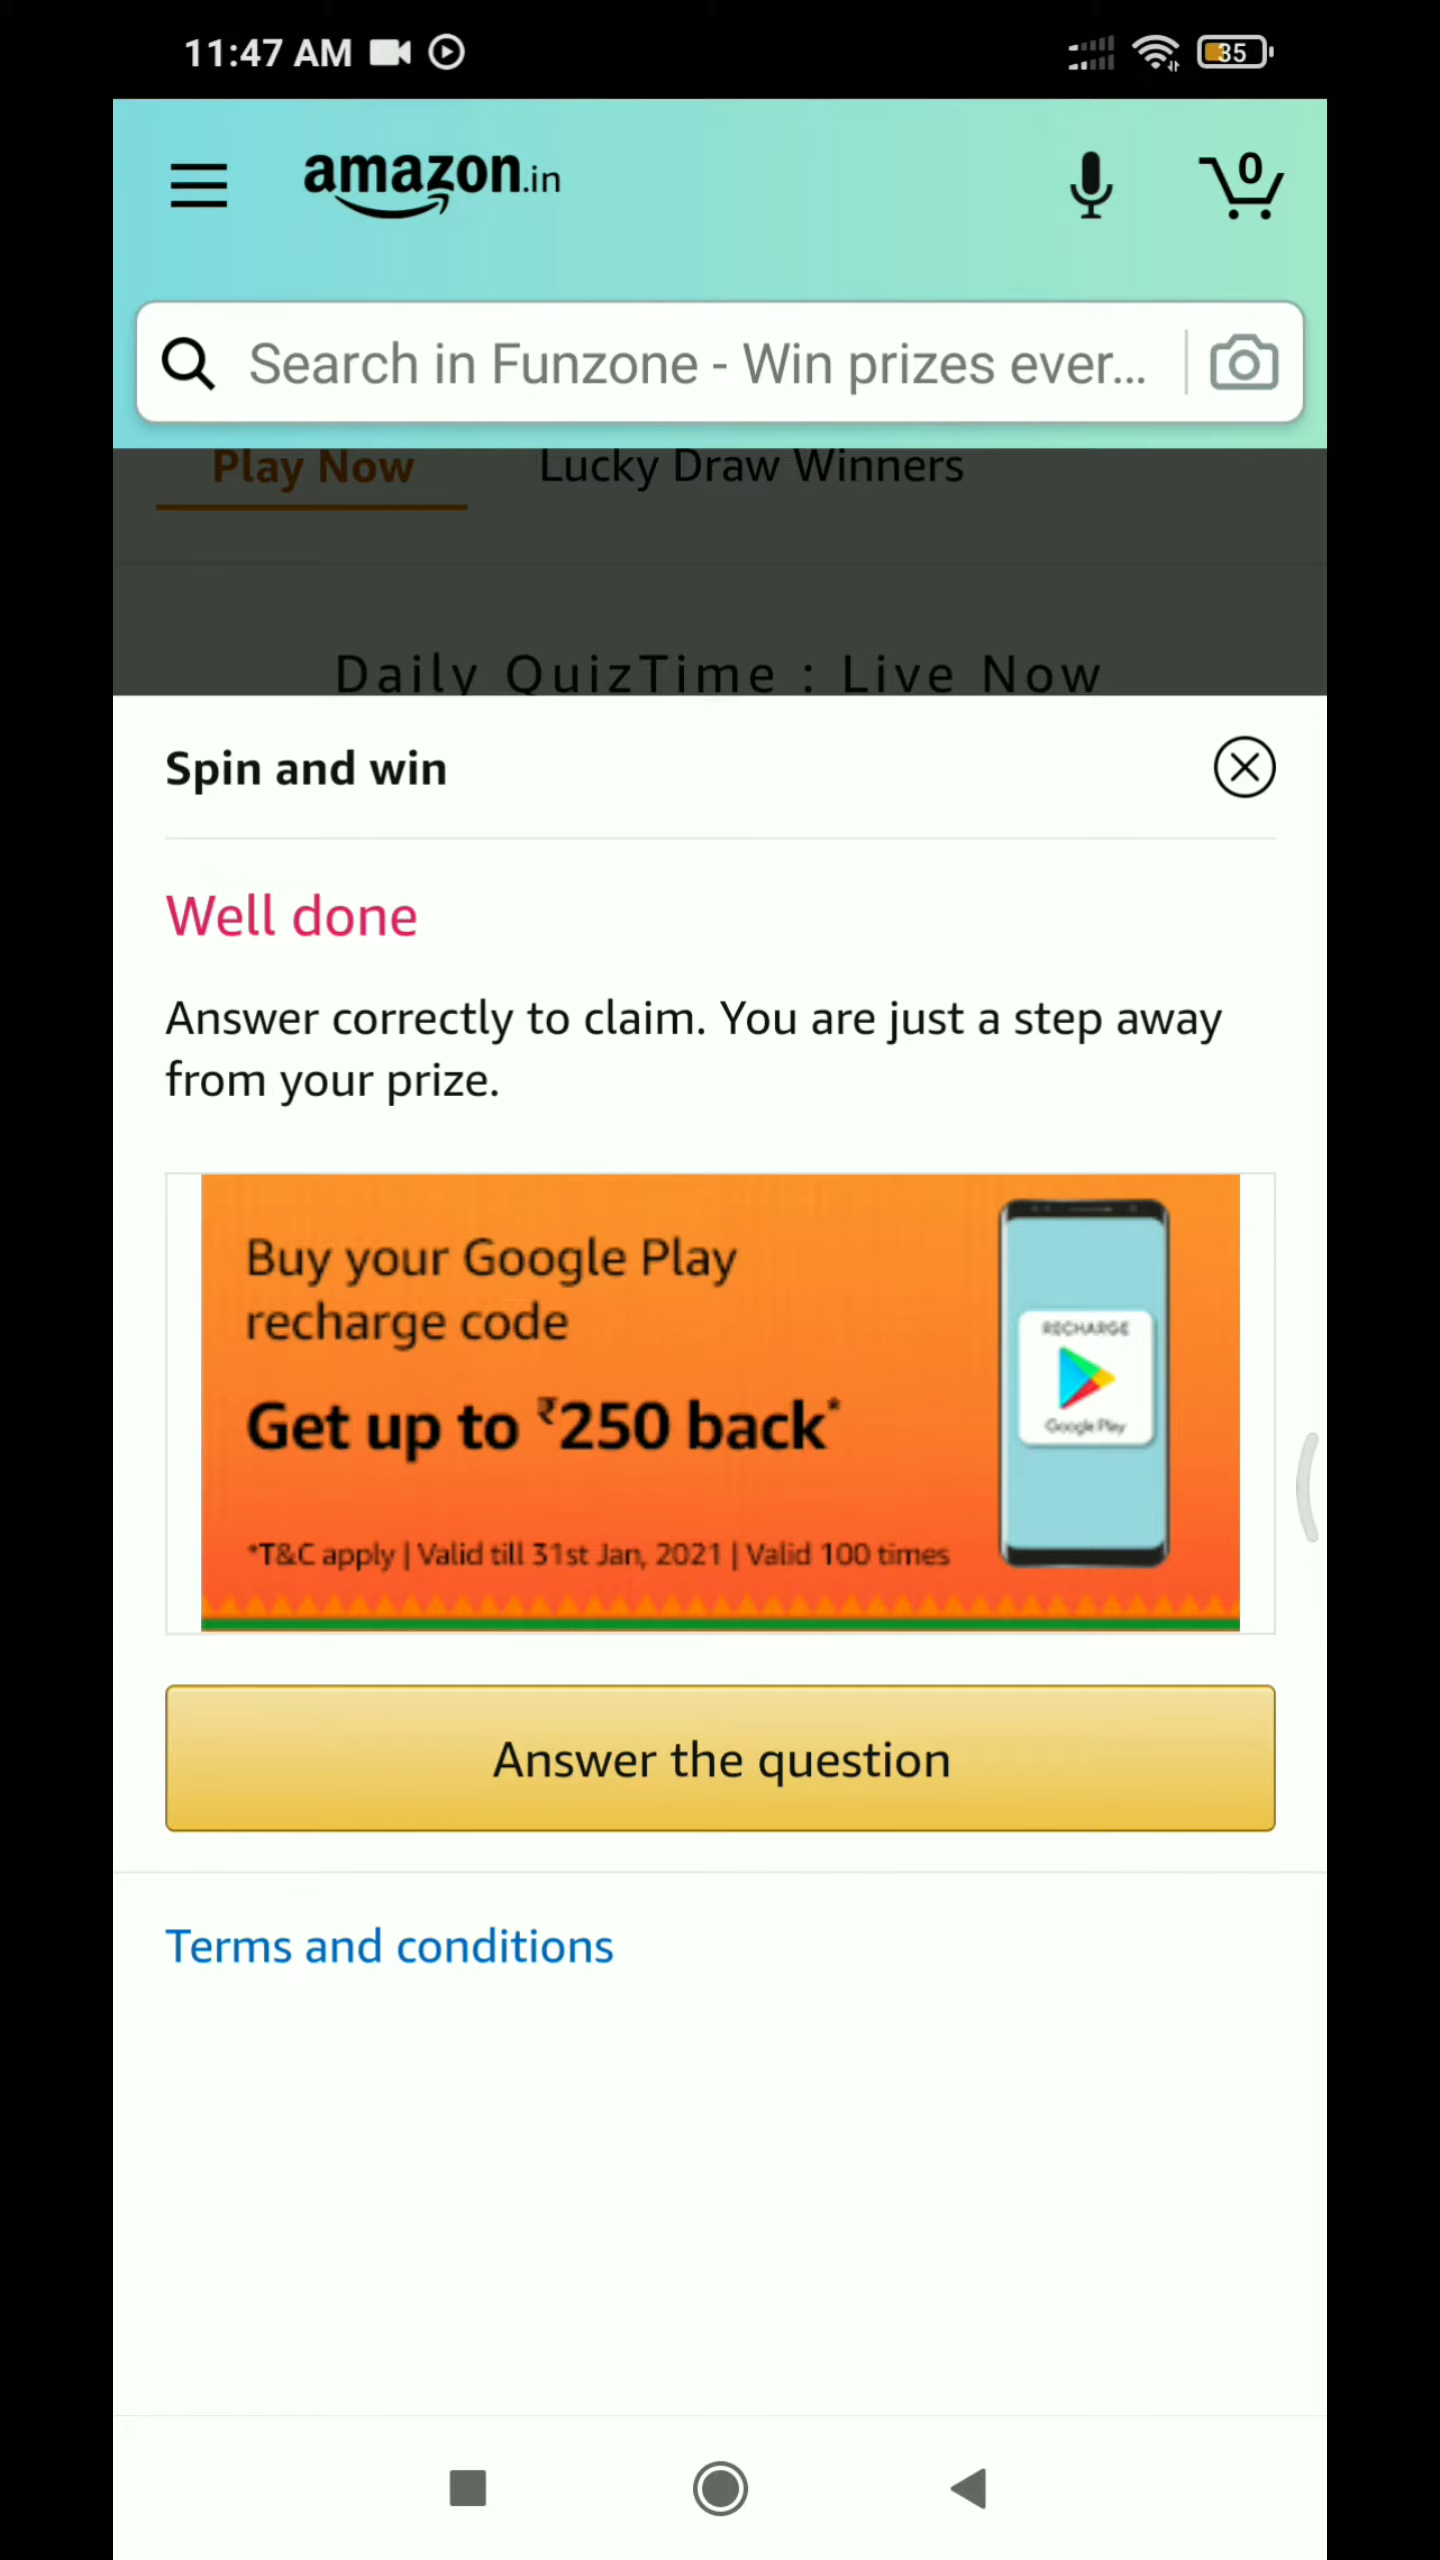 11:47 AM
35
amazon.in
0
Search in Funzone - Win prizes ever...
Play Now
Lucky Draw Winners
Daily QuizTime : Live Now
Spin and win
Well done
Answer correctly to claim. You are just a step away
from your prize.
Buy your Google Play
recharge code
Get up to ₹250 back*
*T&C apply | Valid till 31st Jan, 2021 | Valid 100 times
RECHARGE
Google Play
Answer the question
Terms and conditions